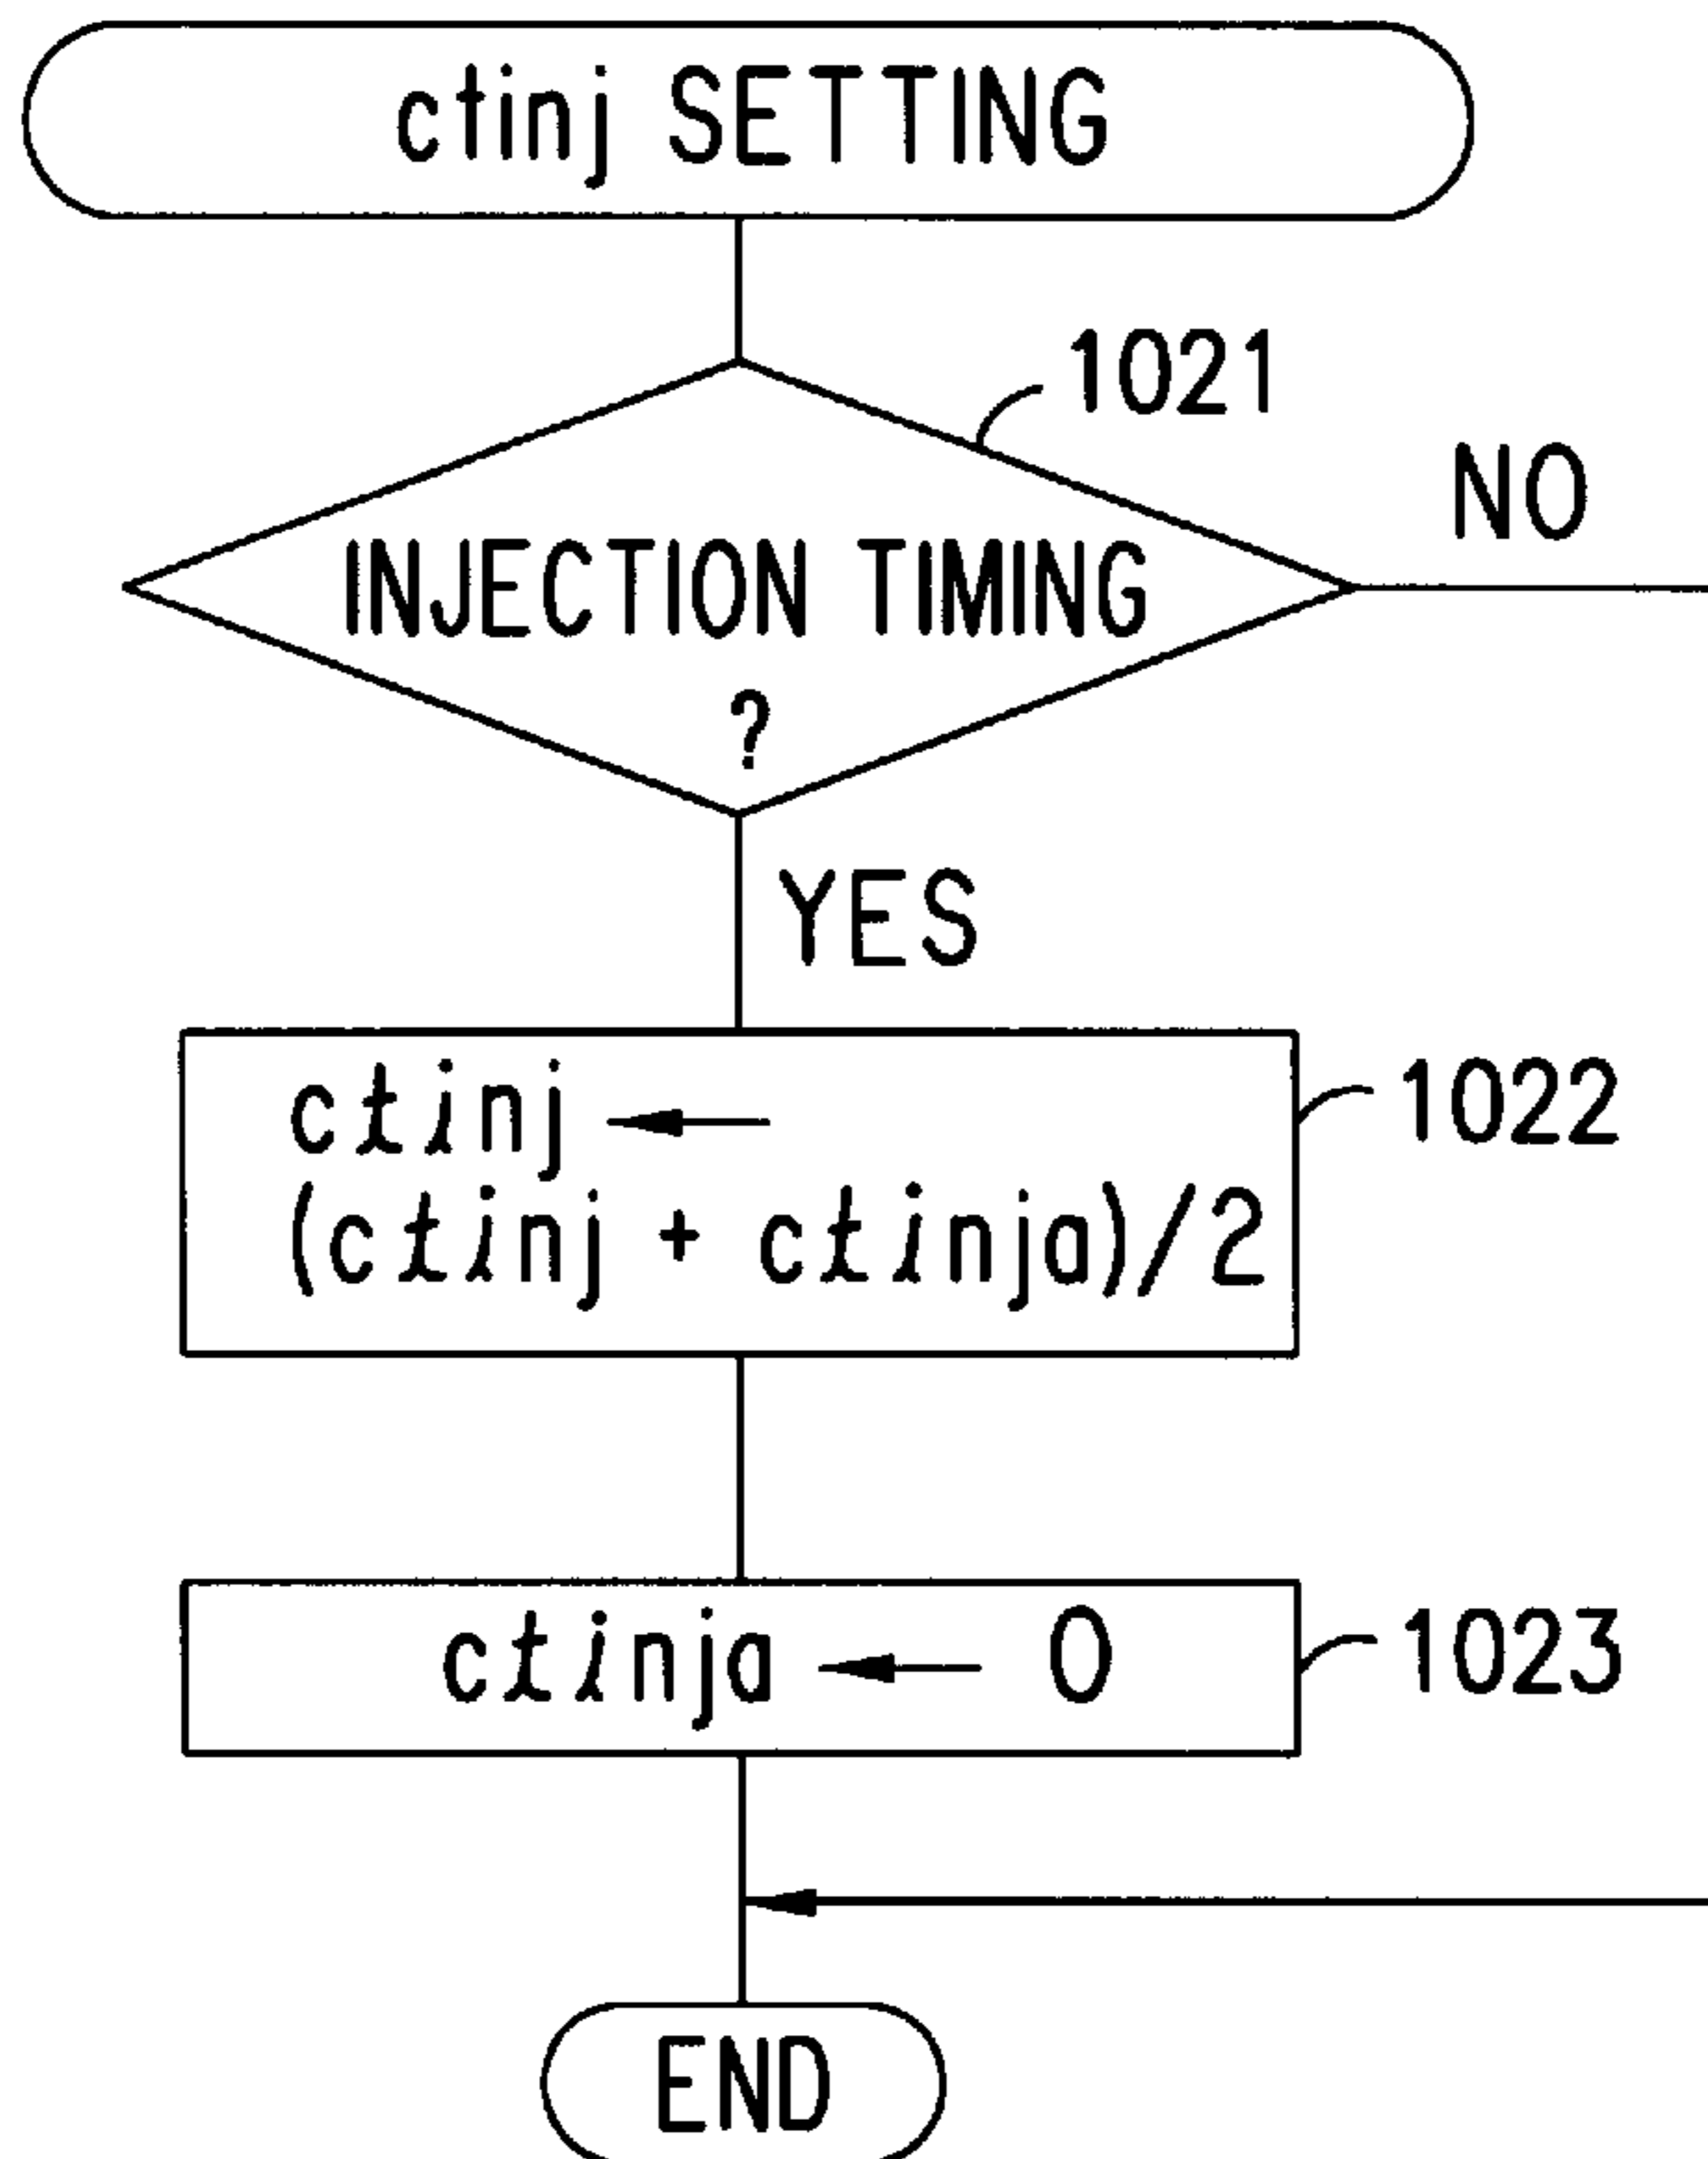 ctinj SETTING
1021
NO
INJECTION TIMING
?
YES
ctinj ←
1022
(ctinj + ctinja)/2
ctinja ← 0
1023
END